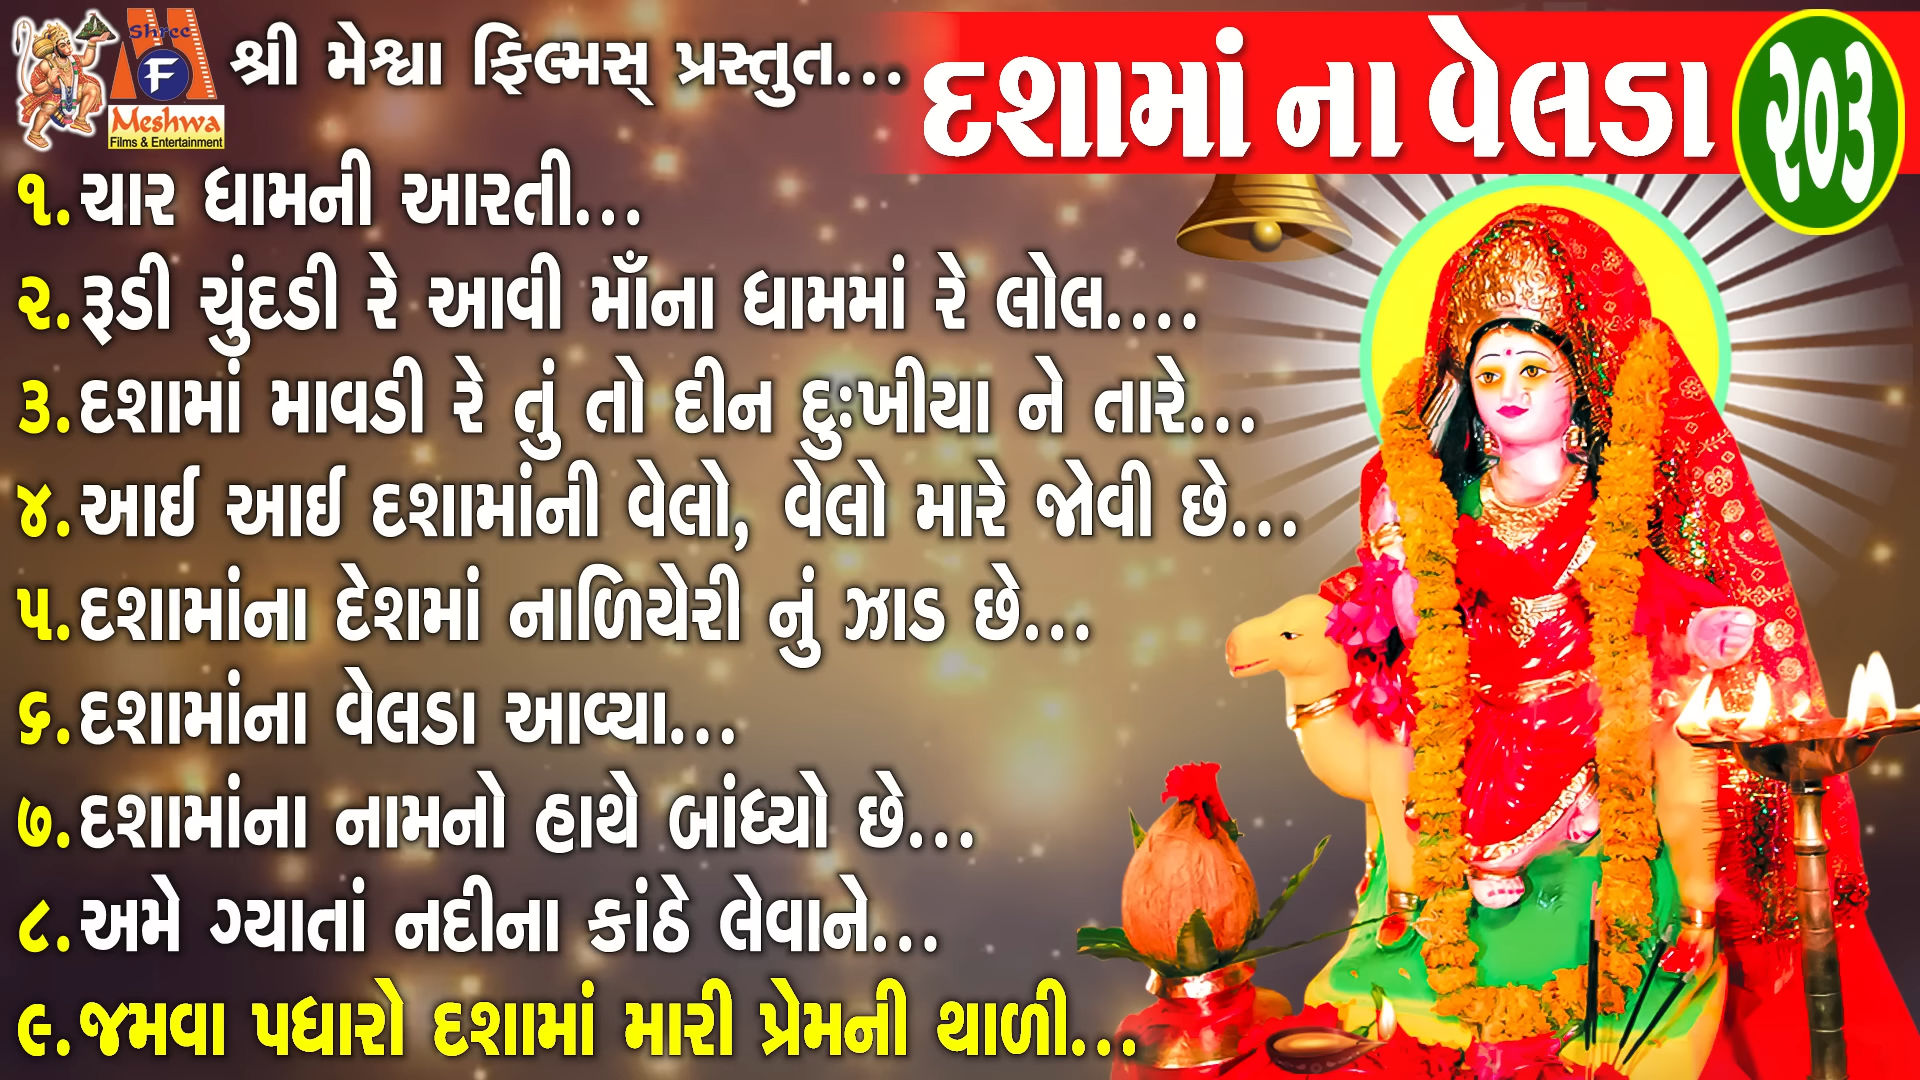 Shree
F
Meshwa
Films & Entertainment
શ્રી મેશ્વા ફિલ્મસ્ પ્રસ્તુત...
દશામાં ના વેલડા
૨૦૩
૧. ચાર ધામની આરતી...
૨. રૂડી ચુંદડી રે આવી માઁના ધામમાં રે લોલ....
૩. દશામાં માવડી રે તું તો દીન દુઃખીયા ને તારે...
૪. આઈ આઈ દશામાંની વેલો, વેલો મારે જોવી છે...
૫. દશામાંના દેશમાં નાળિયેરી નું ઝાડ છે...
૬. દશામાંના વેલડા આવ્યા...
૭. દશામાંના નામનો હાથે બાંધ્યો છે...
૮. અમે ગ્યાતાં નદીના કાંઠે લેવાને...
૯. જમવા પધારો દશામાં મારી પ્રેમની થાળી...